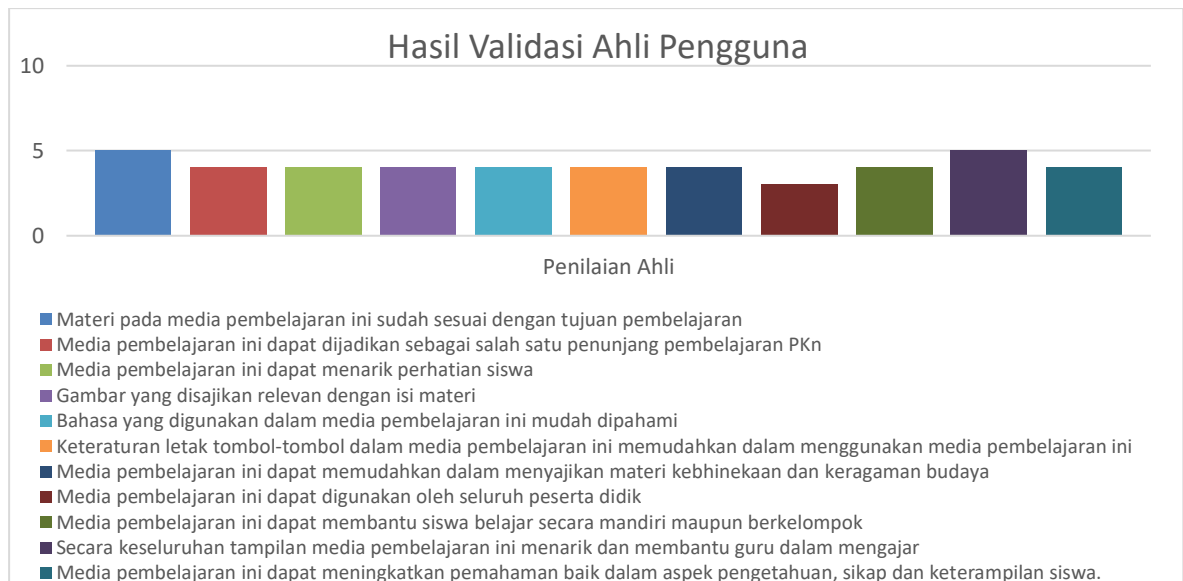 Hasil Validasi Ahli Pengguna
10
5
0
Penilaian Ahli
Materi pada media pembelajaran ini sudah sesuai dengan tujuan pembelajaran
Media pembelajaran ini dapat dijadikan sebagai salah satu penunjang pembelajaran PKn
Media pembelajaran ini dapat menarik perhatian siswa
Gambar yang disajikan relevan dengan isi materi
Bahasa yang digunakan dalam media pembelajaran ini mudah dipahami
Keteraturan letak tombol-tombol dalam media pembelajaran ini memudahkan dalam menggunakan media pembelajaran ini
Media pembelajaran ini dapat memudahkan dalam menyajikan materi kebhinekaan dan keragaman budaya
Media pembelajaran ini dapat digunakan oleh seluruh peserta didik
Media pembelajaran ini dapat membantu siswa belajar secara mandiri maupun berkelompok
Secara keseluruhan tampilan media pembelajaran ini menarik dan membantu guru dalam mengajar
Media pembelajaran ini dapat meningkatkan pemahaman baik dalam aspek pengetahuan, sikap dan keterampilan siswa.